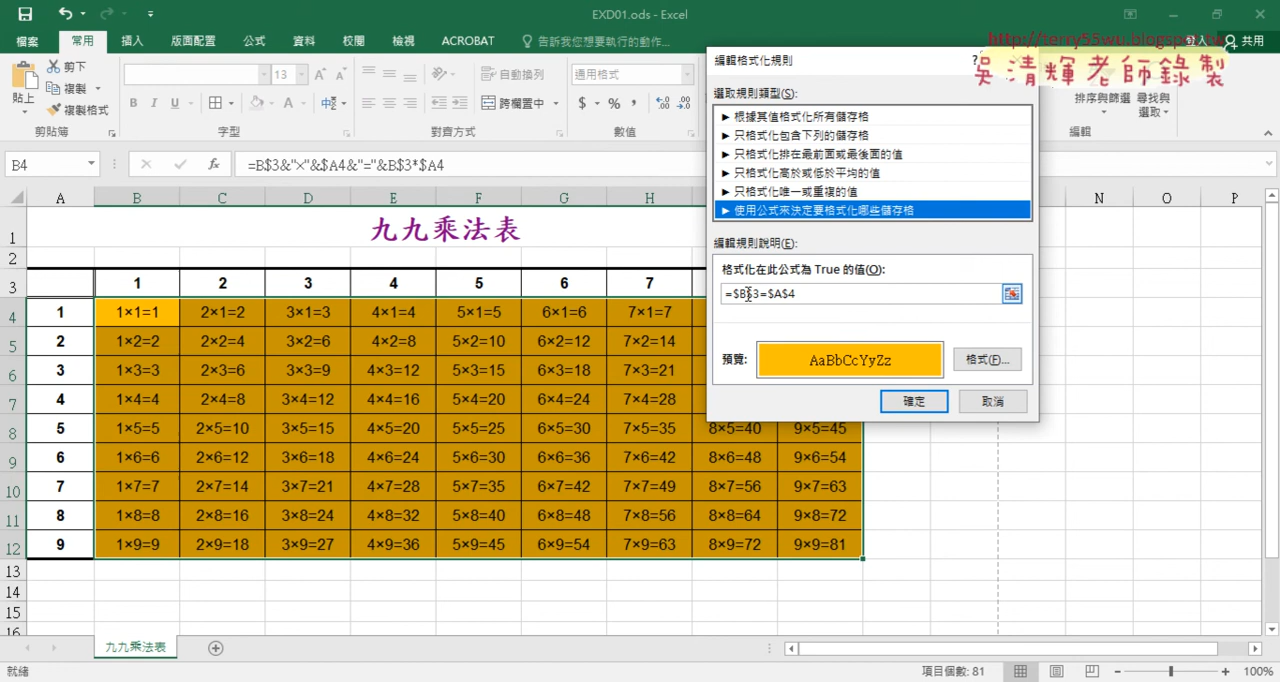 EXD01.ods - Excel
http://terry55wu.blogspot.tw
吳清輝老師錄製
檔案 常用 插入 版面配置 公式 資料 校閱 檢視 ACROBAT 告訴我您想要執行的動作... 登入 共用
貼上 剪下 複製 複製格式
13 A A 自動換列 通用格式
B I U A 中 跨欄置中 $ % , 排序與篩選 尋找與選取
剪貼簿 字型 對齊方式 數值 編輯
B4 fx =B$3&"×"&$A4&"="&B$3*$A4
A B C D E F G H N O P
1 九九乘法表
2
3 1 2 3 4 5 6 7
4 1 1×1=1 2×1=2 3×1=3 4×1=4 5×1=5 6×1=6 7×1=7
5 2 1×2=2 2×2=4 3×2=6 4×2=8 5×2=10 6×2=12 7×2=14
6 3 1×3=3 2×3=6 3×3=9 4×3=12 5×3=15 6×3=18 7×3=21
7 4 1×4=4 2×4=8 3×4=12 4×4=16 5×4=20 6×4=24 7×4=28
8 5 1×5=5 2×5=10 3×5=15 4×5=20 5×5=25 6×5=30 7×5=35 8×5=40 9×5=45
9 6 1×6=6 2×6=12 3×6=18 4×6=24 5×6=30 6×6=36 7×6=42 8×6=48 9×6=54
10 7 1×7=7 2×7=14 3×7=21 4×7=28 5×7=35 6×7=42 7×7=49 8×7=56 9×7=63
11 8 1×8=8 2×8=16 3×8=24 4×8=32 5×8=40 6×8=48 7×8=56 8×8=64 9×8=72
12 9 1×9=9 2×9=18 3×9=27 4×9=36 5×9=45 6×9=54 7×9=63 8×9=72 9×9=81
13
14
15
16
編輯格式化規則 ?
選取規則類型(S):
► 根據其值格式化所有儲存格
► 只格式化包含下列的儲存格
► 只格式化排在最前面或最後面的值
► 只格式化高於或低於平均的值
► 只格式化唯一或重複的值
► 使用公式來決定要格式化哪些儲存格
編輯規則說明(E):
格式化在此公式為 True 的值(O):
=$B$3=$A$4
預覽: AaBbCcYyZz 格式(F)...
確定 取消
九九乘法表
就緒 項目個數: 81 100%